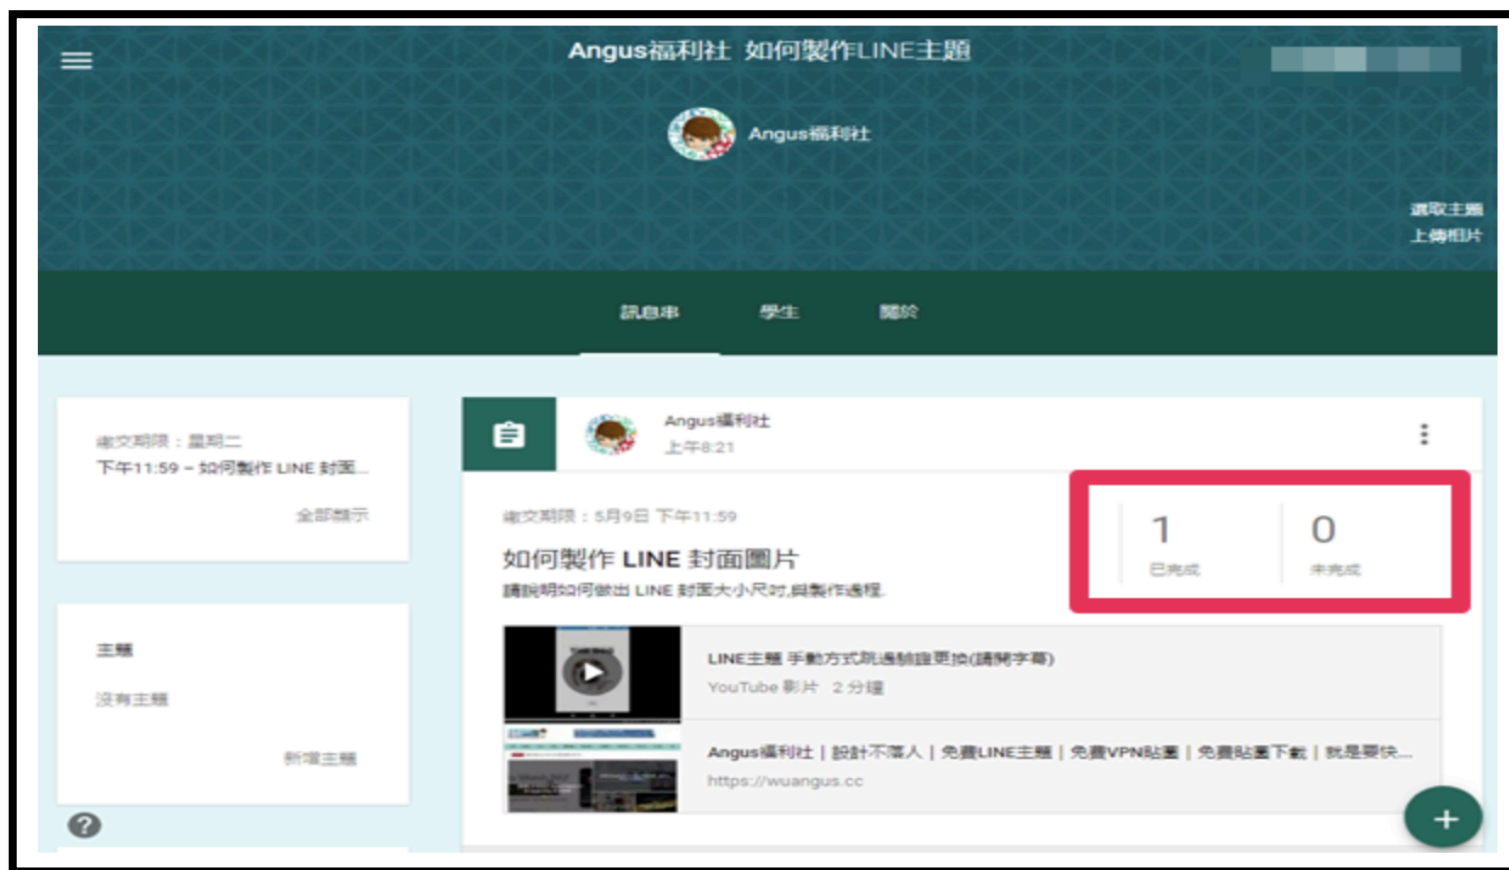 Angus福利社 如何製作LINE主題
Angus福利社
選取主題
上傳相片
訊息串 學生 關於
繳交期限：星期二
下午11:59 – 如何製作 LINE 封面...
全部顯示
主題
沒有主題
新增主題
Angus福利社
上午8:21
繳交期限：5月9日 下午11:59
如何製作 LINE 封面圖片
請說明如何做出 LINE 封面大小尺吋,與製作過程.
1
已完成
0
未完成
LINE主題 手動方式跳過驗證更換(請開字幕)
YouTube 影片 2 分鐘
Angus福利社 | 設計不落人 | 免費LINE主題 | 免費VPN貼圖 | 免費貼圖下載 | 就是要快...
https://wuangus.cc